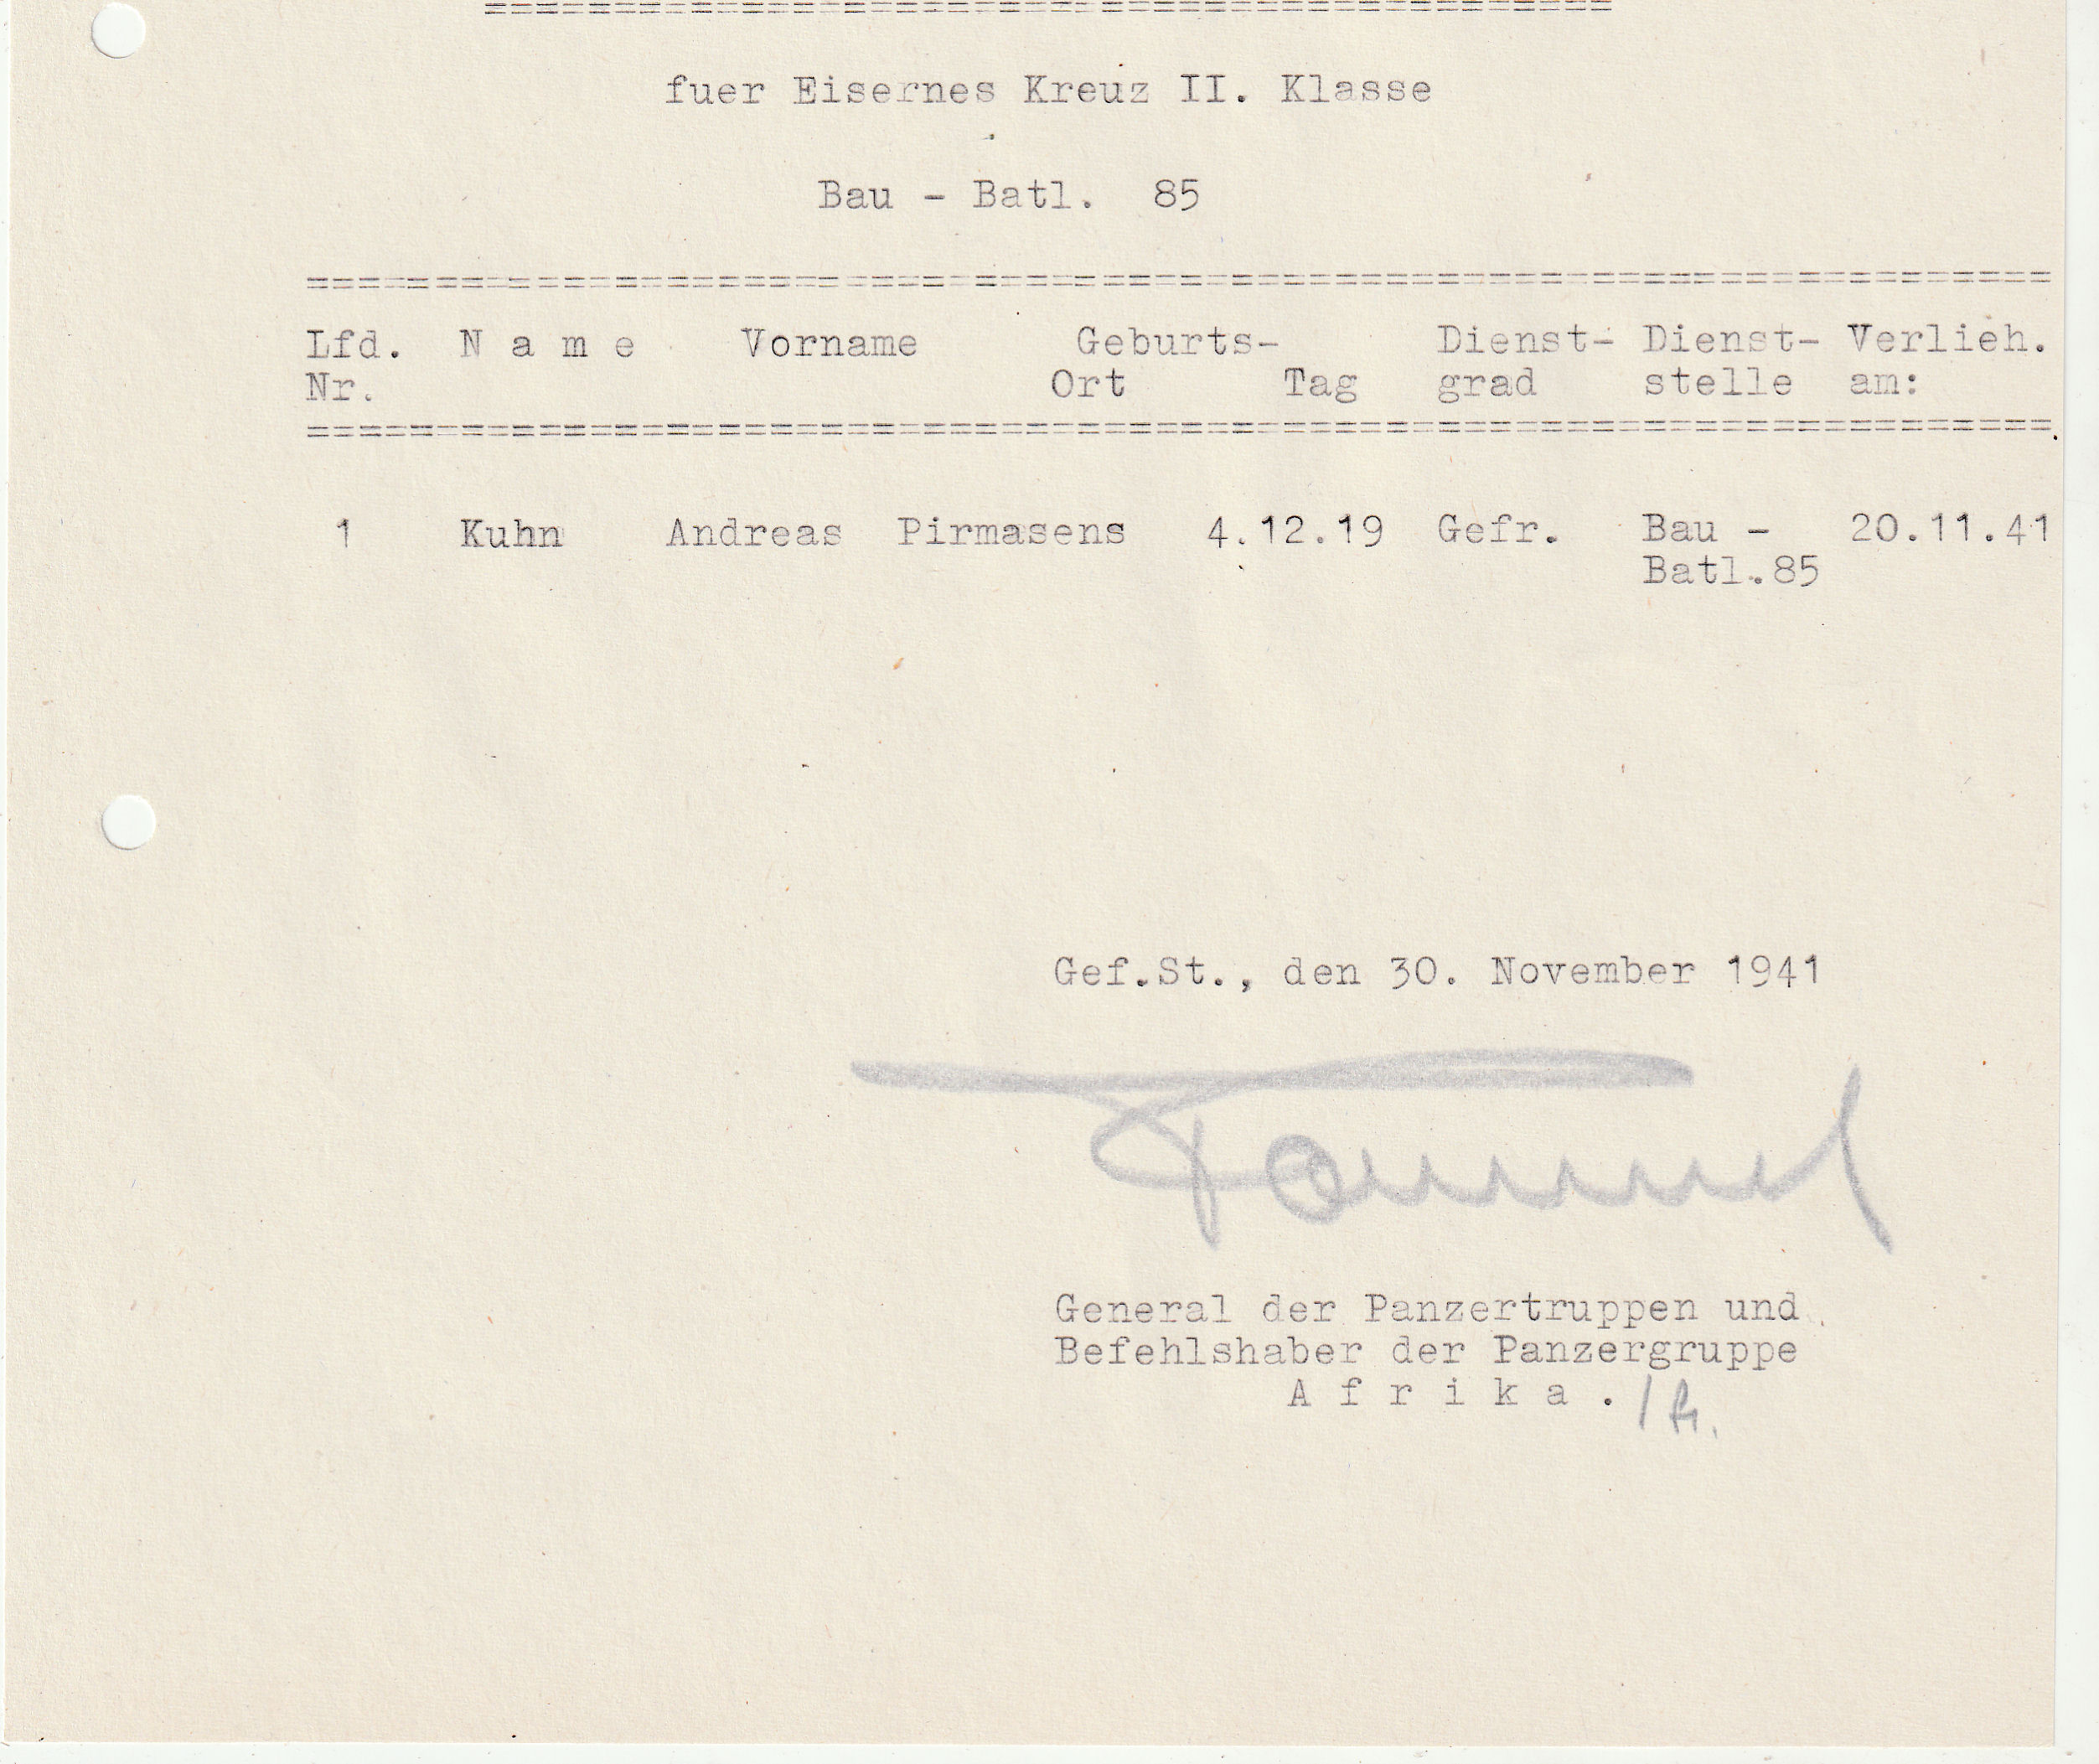 fuer Eisernes Kreuz II. Klasse
Bau - Batl. 85
Lfd. N a m e Vorname Geburts- Dienst- Dienst- Verlieh.
Nr. Ort Tag grad stelle am:
1 Kuhn Andreas Pirmasens 4.12.19 Gefr. Bau - 20.11.41
Batl.85
Gef.St., den 30. November 1941
Rommel
General der Panzertruppen und
Befehlshaber der Panzergruppe
A f r i k a .